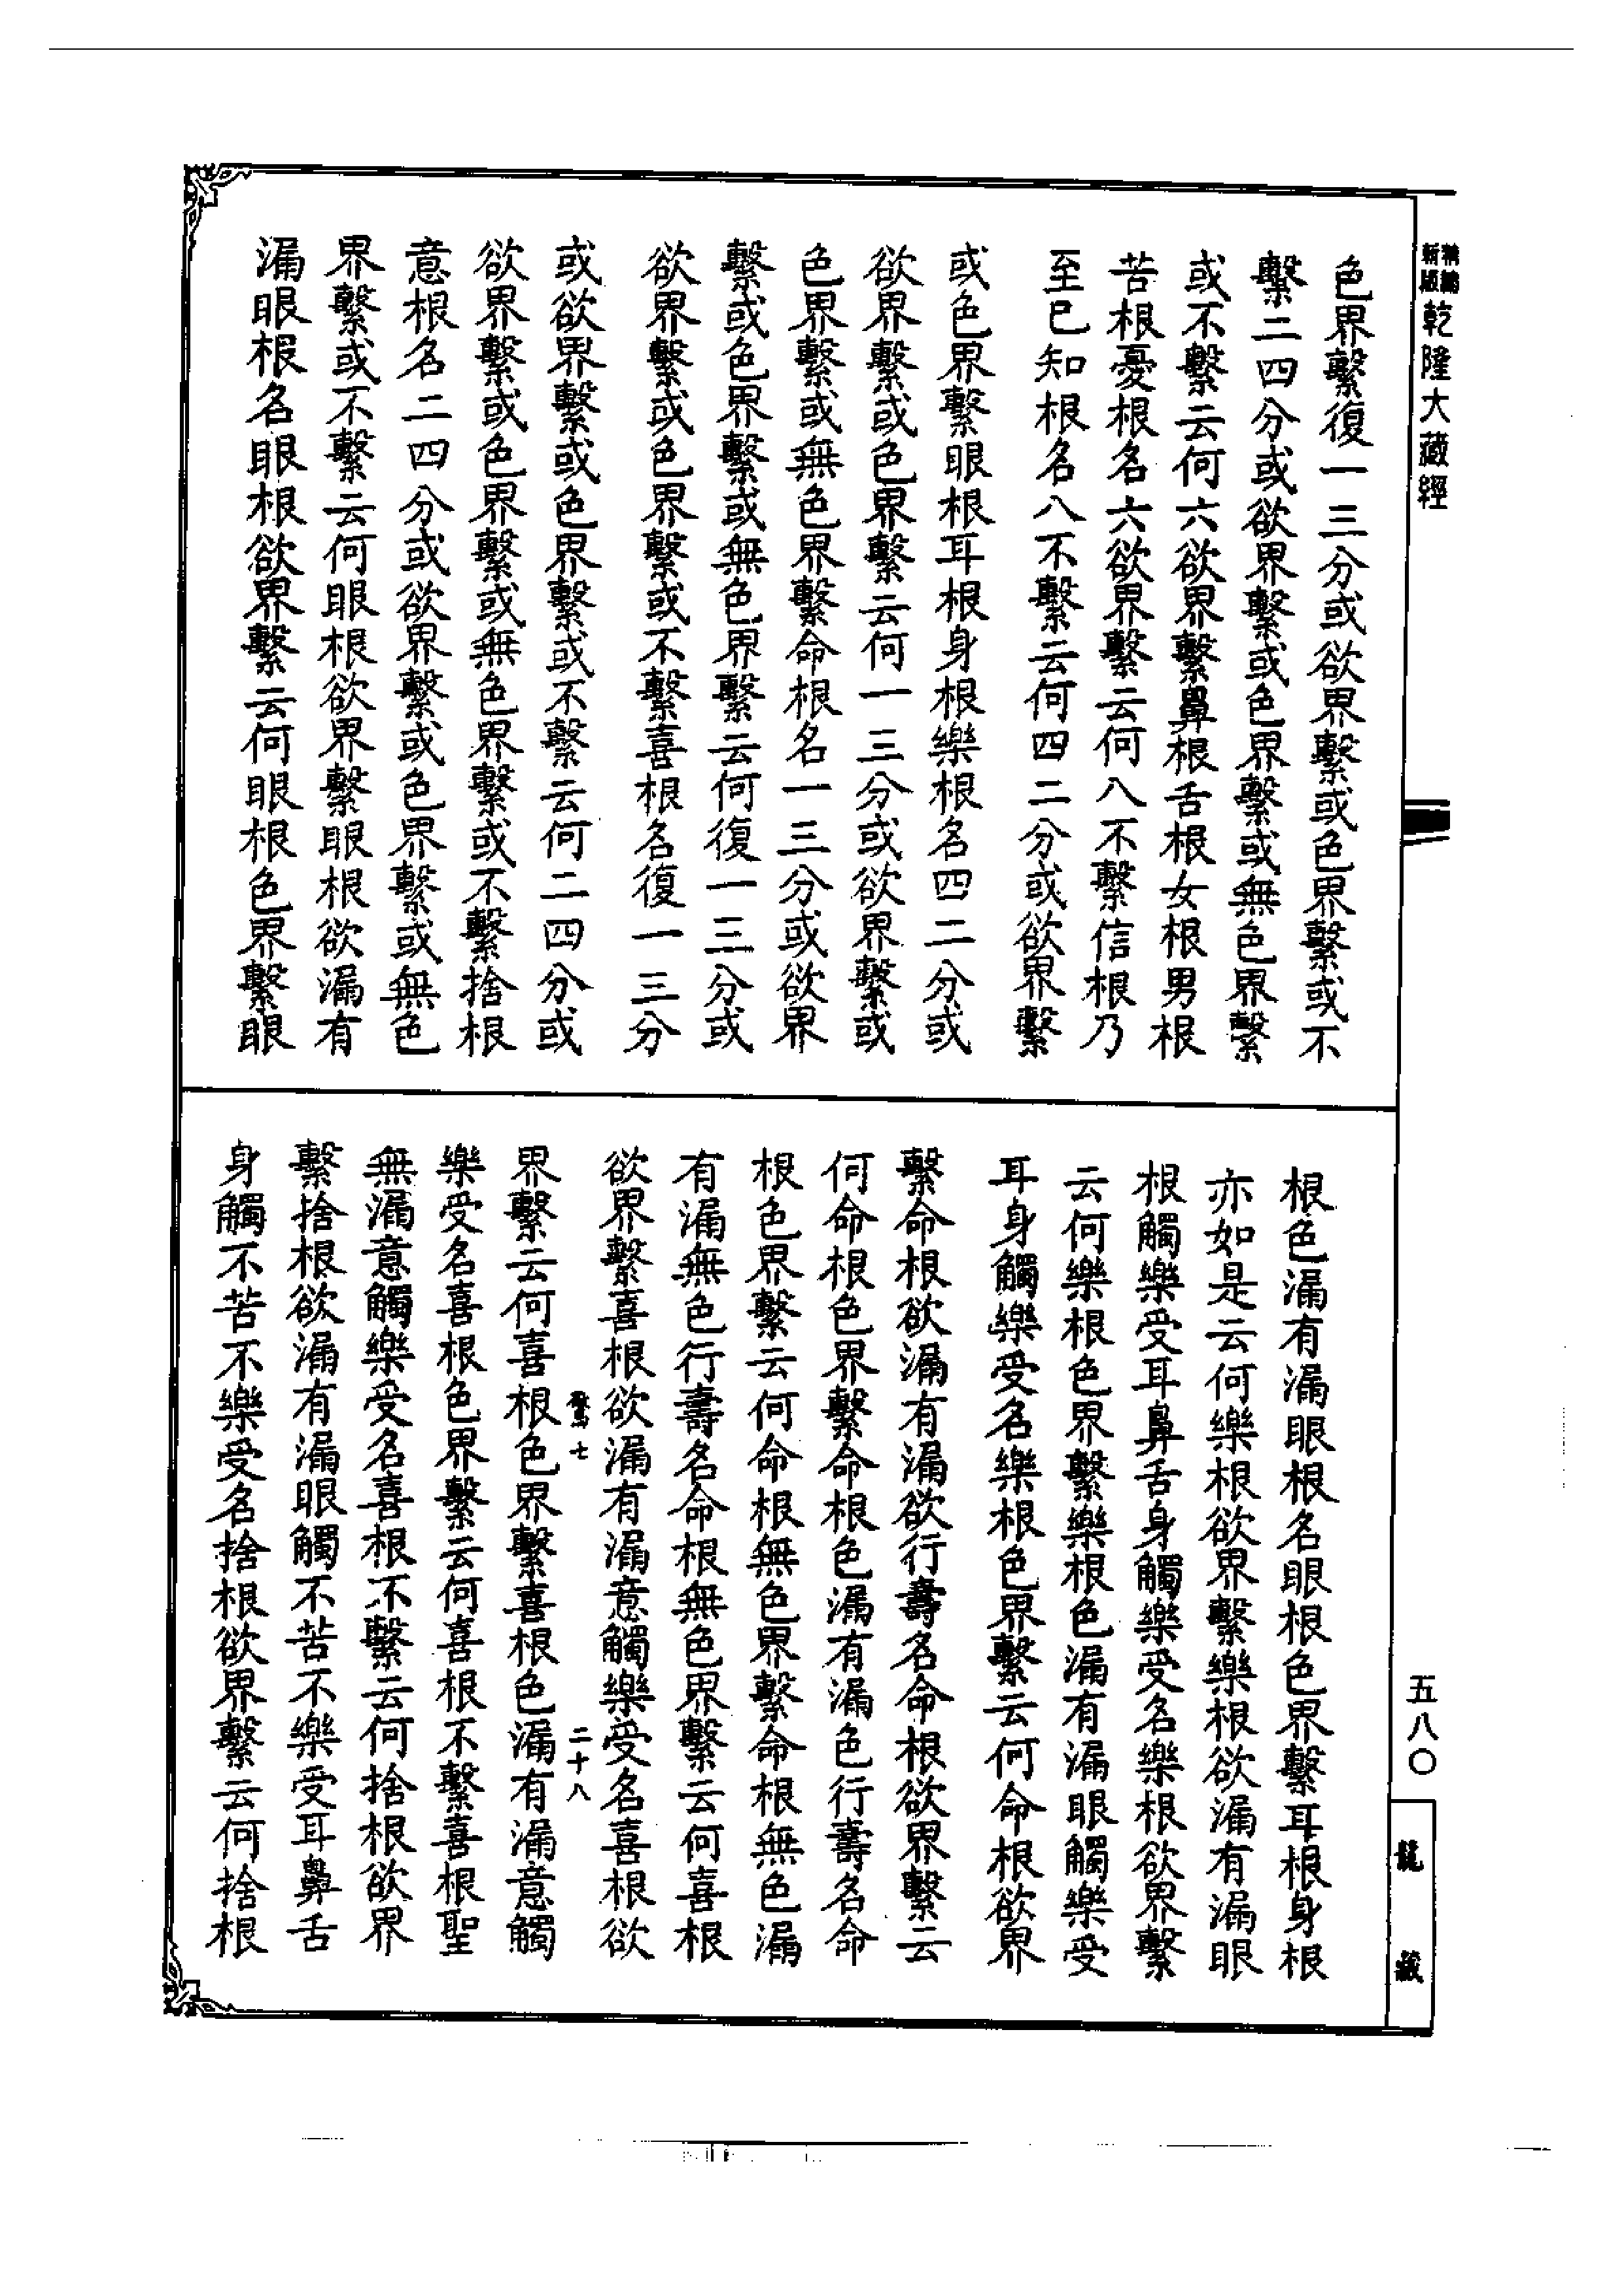 新版精編乾隆大藏經
色界繫復一三分或欲界繫或色界繫或不
繫二四分或欲界繫或色界繫或無色界繫
或不繫云何六欲界繫鼻根舌根女根男根
苦根憂根名六欲界繫云何八不繫信根乃
至已知根名八不繫云何四二分或欲界繫
或色界繫眼根耳根身根樂根名四二分或
欲界繫或色界繫云何一三分或欲界繫或
色界繫或無色界繫命根名一三分或欲界
繫或色界繫或無色界繫云何復一三分或
欲界繫或色界繫或不繫喜根名復一三分
或欲界繫或色界繫或不繫云何二四分或
欲界繫或色界繫或無色界繫或不繫捨根
意根名二四分或欲界繫或色界繫或無色
界繫或不繫云何眼根欲界繫眼根欲漏有
漏眼根名眼根欲界繫云何眼根色界繫眼
根色漏有漏眼根名眼根色界繫耳根身根
亦如是云何樂根欲界繫樂根欲漏有漏眼
根觸樂受耳鼻舌身觸樂受名樂根欲界繫
云何樂根色界繫樂根色漏有漏眼觸樂受
耳身觸樂受名樂根色界繫云何命根欲界
繫命根欲漏有漏欲行壽名命根欲界繫云
何命根色界繫命根色漏有漏色行壽名命
根色界繫云何命根無色界繫命根無色漏
有漏無色行壽名命根無色界繫云何喜根
欲界繫喜根欲漏有漏意觸樂受名喜根欲
七 二十八
界繫云何喜根色界繫喜根色漏有漏意觸
樂受名喜根色界繫云何喜根不繫喜根聖
無漏意觸樂受名喜根不繫云何捨根欲界
繫捨根欲漏有漏眼觸不苦不樂受耳鼻舌
身觸不苦不樂受名捨根欲界繫云何捨根
五八〇
龍藏